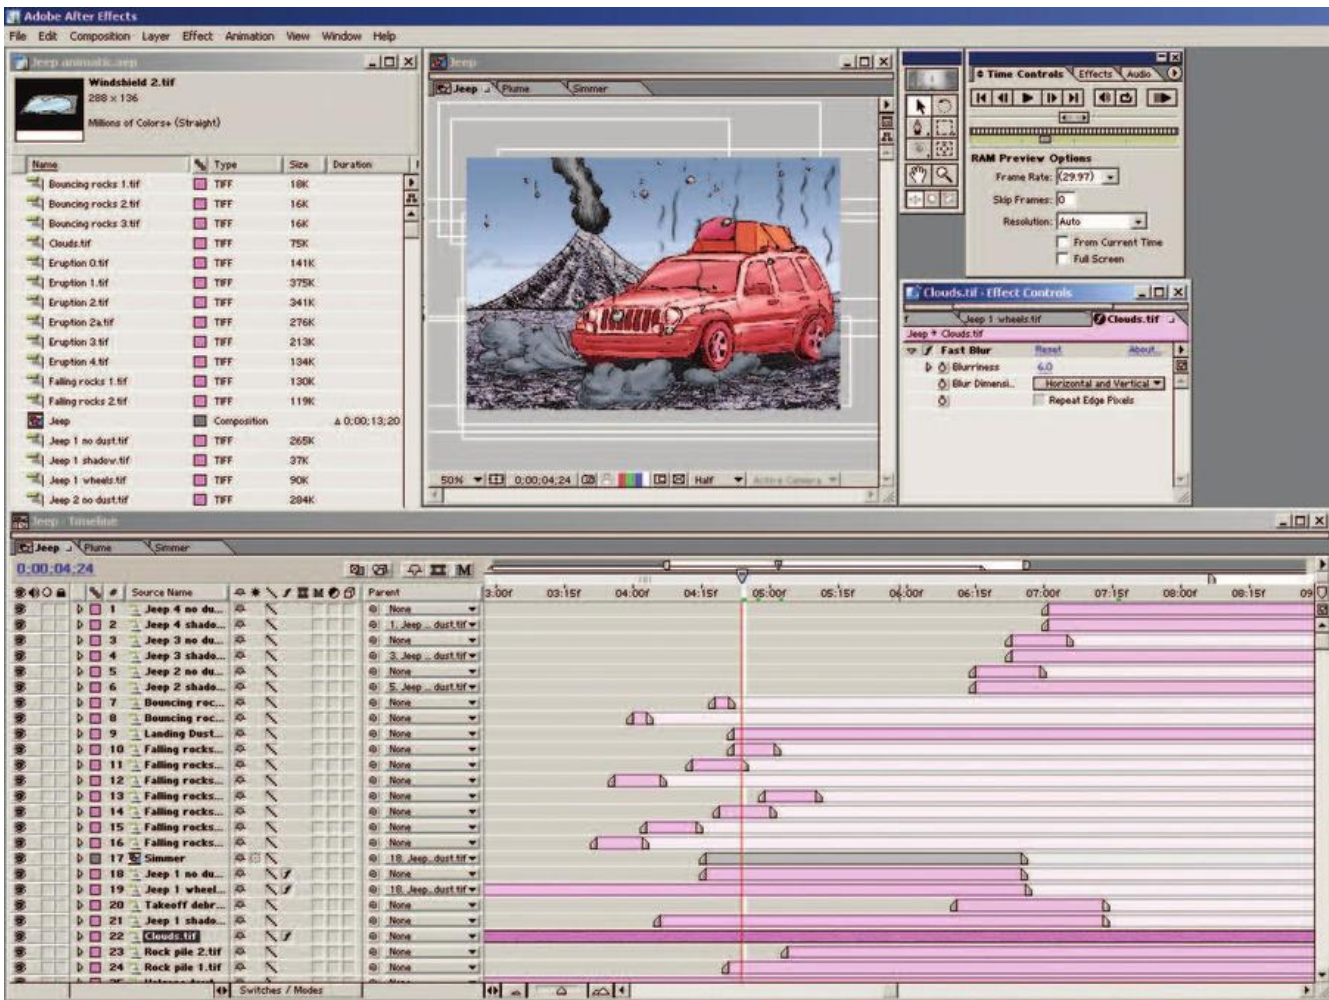 Adobe After Effects
File Edit Composition Layer Effect Animation View Window Help
Jeep animatic.aep
Windshield 2.tif
288 x 136
Millions of Colors+ (Straight)
Name Type Size Duration
Bouncing rocks 1.tif TIFF 18K
Bouncing rocks 2.tif TIFF 16K
Bouncing rocks 3.tif TIFF 16K
Clouds.tif TIFF 75K
Eruption 0.tif TIFF 141K
Eruption 1.tif TIFF 375K
Eruption 2.tif TIFF 341K
Eruption 2a.tif TIFF 276K
Eruption 3.tif TIFF 213K
Eruption 4.tif TIFF 134K
Falling rocks 1.tif TIFF 130K
Falling rocks 2.tif TIFF 119K
Jeep Composition Δ 0;00;13;20
Jeep 1 no dust.tif TIFF 265K
Jeep 1 shadow.tif TIFF 37K
Jeep 1 wheels.tif TIFF 90K
Jeep 2 no dust.tif TIFF 284K
Jeep
Jeep Plume Simmer
50% 0;00;04;24 Half Active Camera
Time Controls Effects Audio
RAM Preview Options
Frame Rate: (29.97)
Skip Frames: 0
Resolution: Auto
From Current Time
Full Screen
Clouds.tif - Effect Controls
f Jeep 1 wheels.tif Clouds.tif
Jeep * Clouds.tif
Fast Blur Reset About...
Blurriness 6.0
Blur Dimensi... Horizontal and Vertical
Repeat Edge Pixels
Jeep - Timeline
Jeep Plume Simmer
0;00;04;24 M
# Source Name M Parent
3:00f 03:15f 04:00f 04:15f 05:00f 05:15f 06:00f 06:15f 07:00f 07:15f 08:00f 08:15f 09
1 Jeep 4 no du... None
2 Jeep 4 shado... 1. Jeep ... dust.tif
3 Jeep 3 no du... None
4 Jeep 3 shado... 3. Jeep ... dust.tif
5 Jeep 2 no du... None
6 Jeep 2 shado... 5. Jeep ... dust.tif
7 Bouncing roc... None
8 Bouncing roc... None
9 Landing Dust... None
10 Falling rocks... None
11 Falling rocks... None
12 Falling rocks... None
13 Falling rocks... None
14 Falling rocks... None
15 Falling rocks... None
16 Falling rocks... None
17 Simmer 18. Jeep...dust.tif
18 Jeep 1 no du... None
19 Jeep 1 wheel... 18. Jeep...dust.tif
20 Takeoff debr... None
21 Jeep 1 shado... None
22 Clouds.tif None
23 Rock pile 2.tif None
24 Rock pile 1.tif None
Switches / Modes